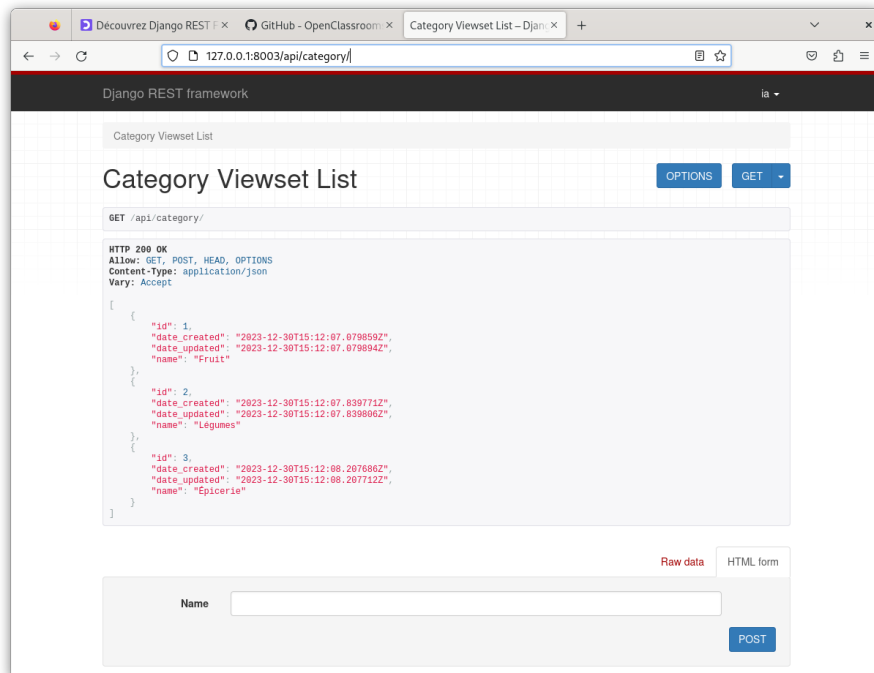 Découvrez Django REST F
GitHub - OpenClassroom
Category Viewset List – Djan
127.0.0.1:8003/api/category/
Django REST framework
ia
Category Viewset List
Category Viewset List
OPTIONS
GET
GET /api/category/
HTTP 200 OK
Allow: GET, POST, HEAD, OPTIONS
Content-Type: application/json
Vary: Accept
[
    {
        "id": 1,
        "date_created": "2023-12-30T15:12:07.079859Z",
        "date_updated": "2023-12-30T15:12:07.079894Z",
        "name": "Fruit"
    },
    {
        "id": 2,
        "date_created": "2023-12-30T15:12:07.839771Z",
        "date_updated": "2023-12-30T15:12:07.839806Z",
        "name": "Légumes"
    },
    {
        "id": 3,
        "date_created": "2023-12-30T15:12:08.207686Z",
        "date_updated": "2023-12-30T15:12:08.207712Z",
        "name": "Épicerie"
    }
]
Raw data
HTML form
Name
POST